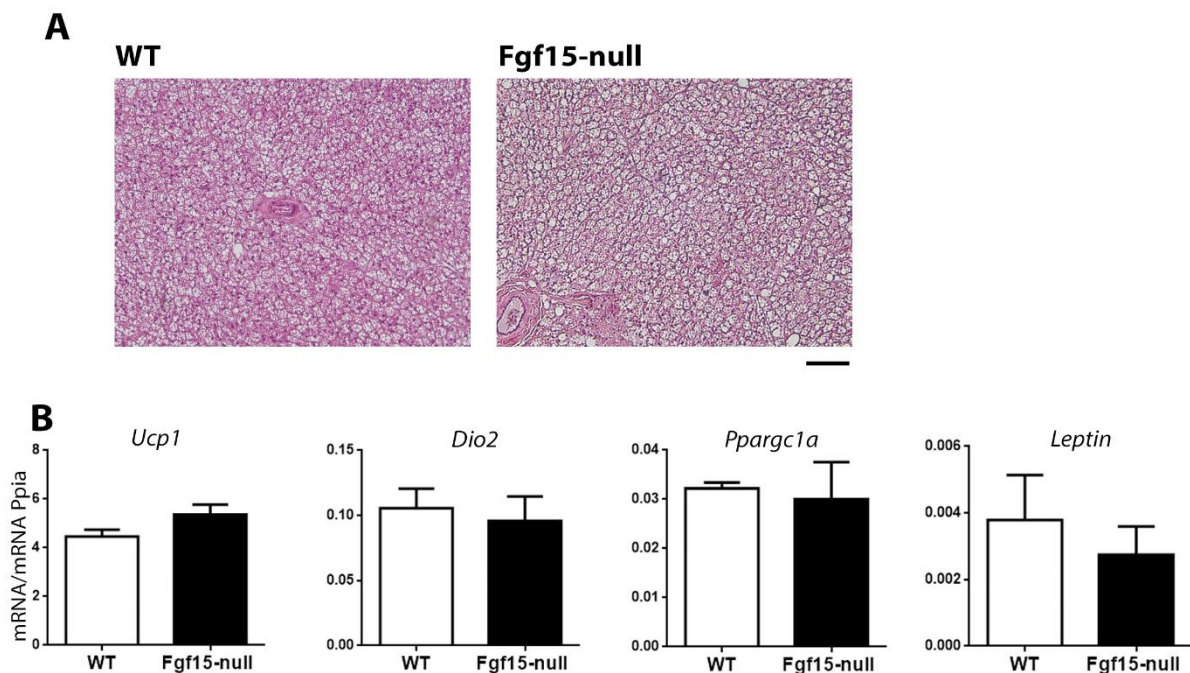 A
WT Fgf15-null
B
Ucp1 Dio2 Ppargc1a Leptin
mRNA/mRNA Ppia
8
6
4
2
0
WT Fgf15-null
0.15
0.10
0.05
0.00
WT Fgf15-null
0.04
0.03
0.02
0.01
0.00
WT Fgf15-null
0.006
0.004
0.002
0.000
WT Fgf15-null